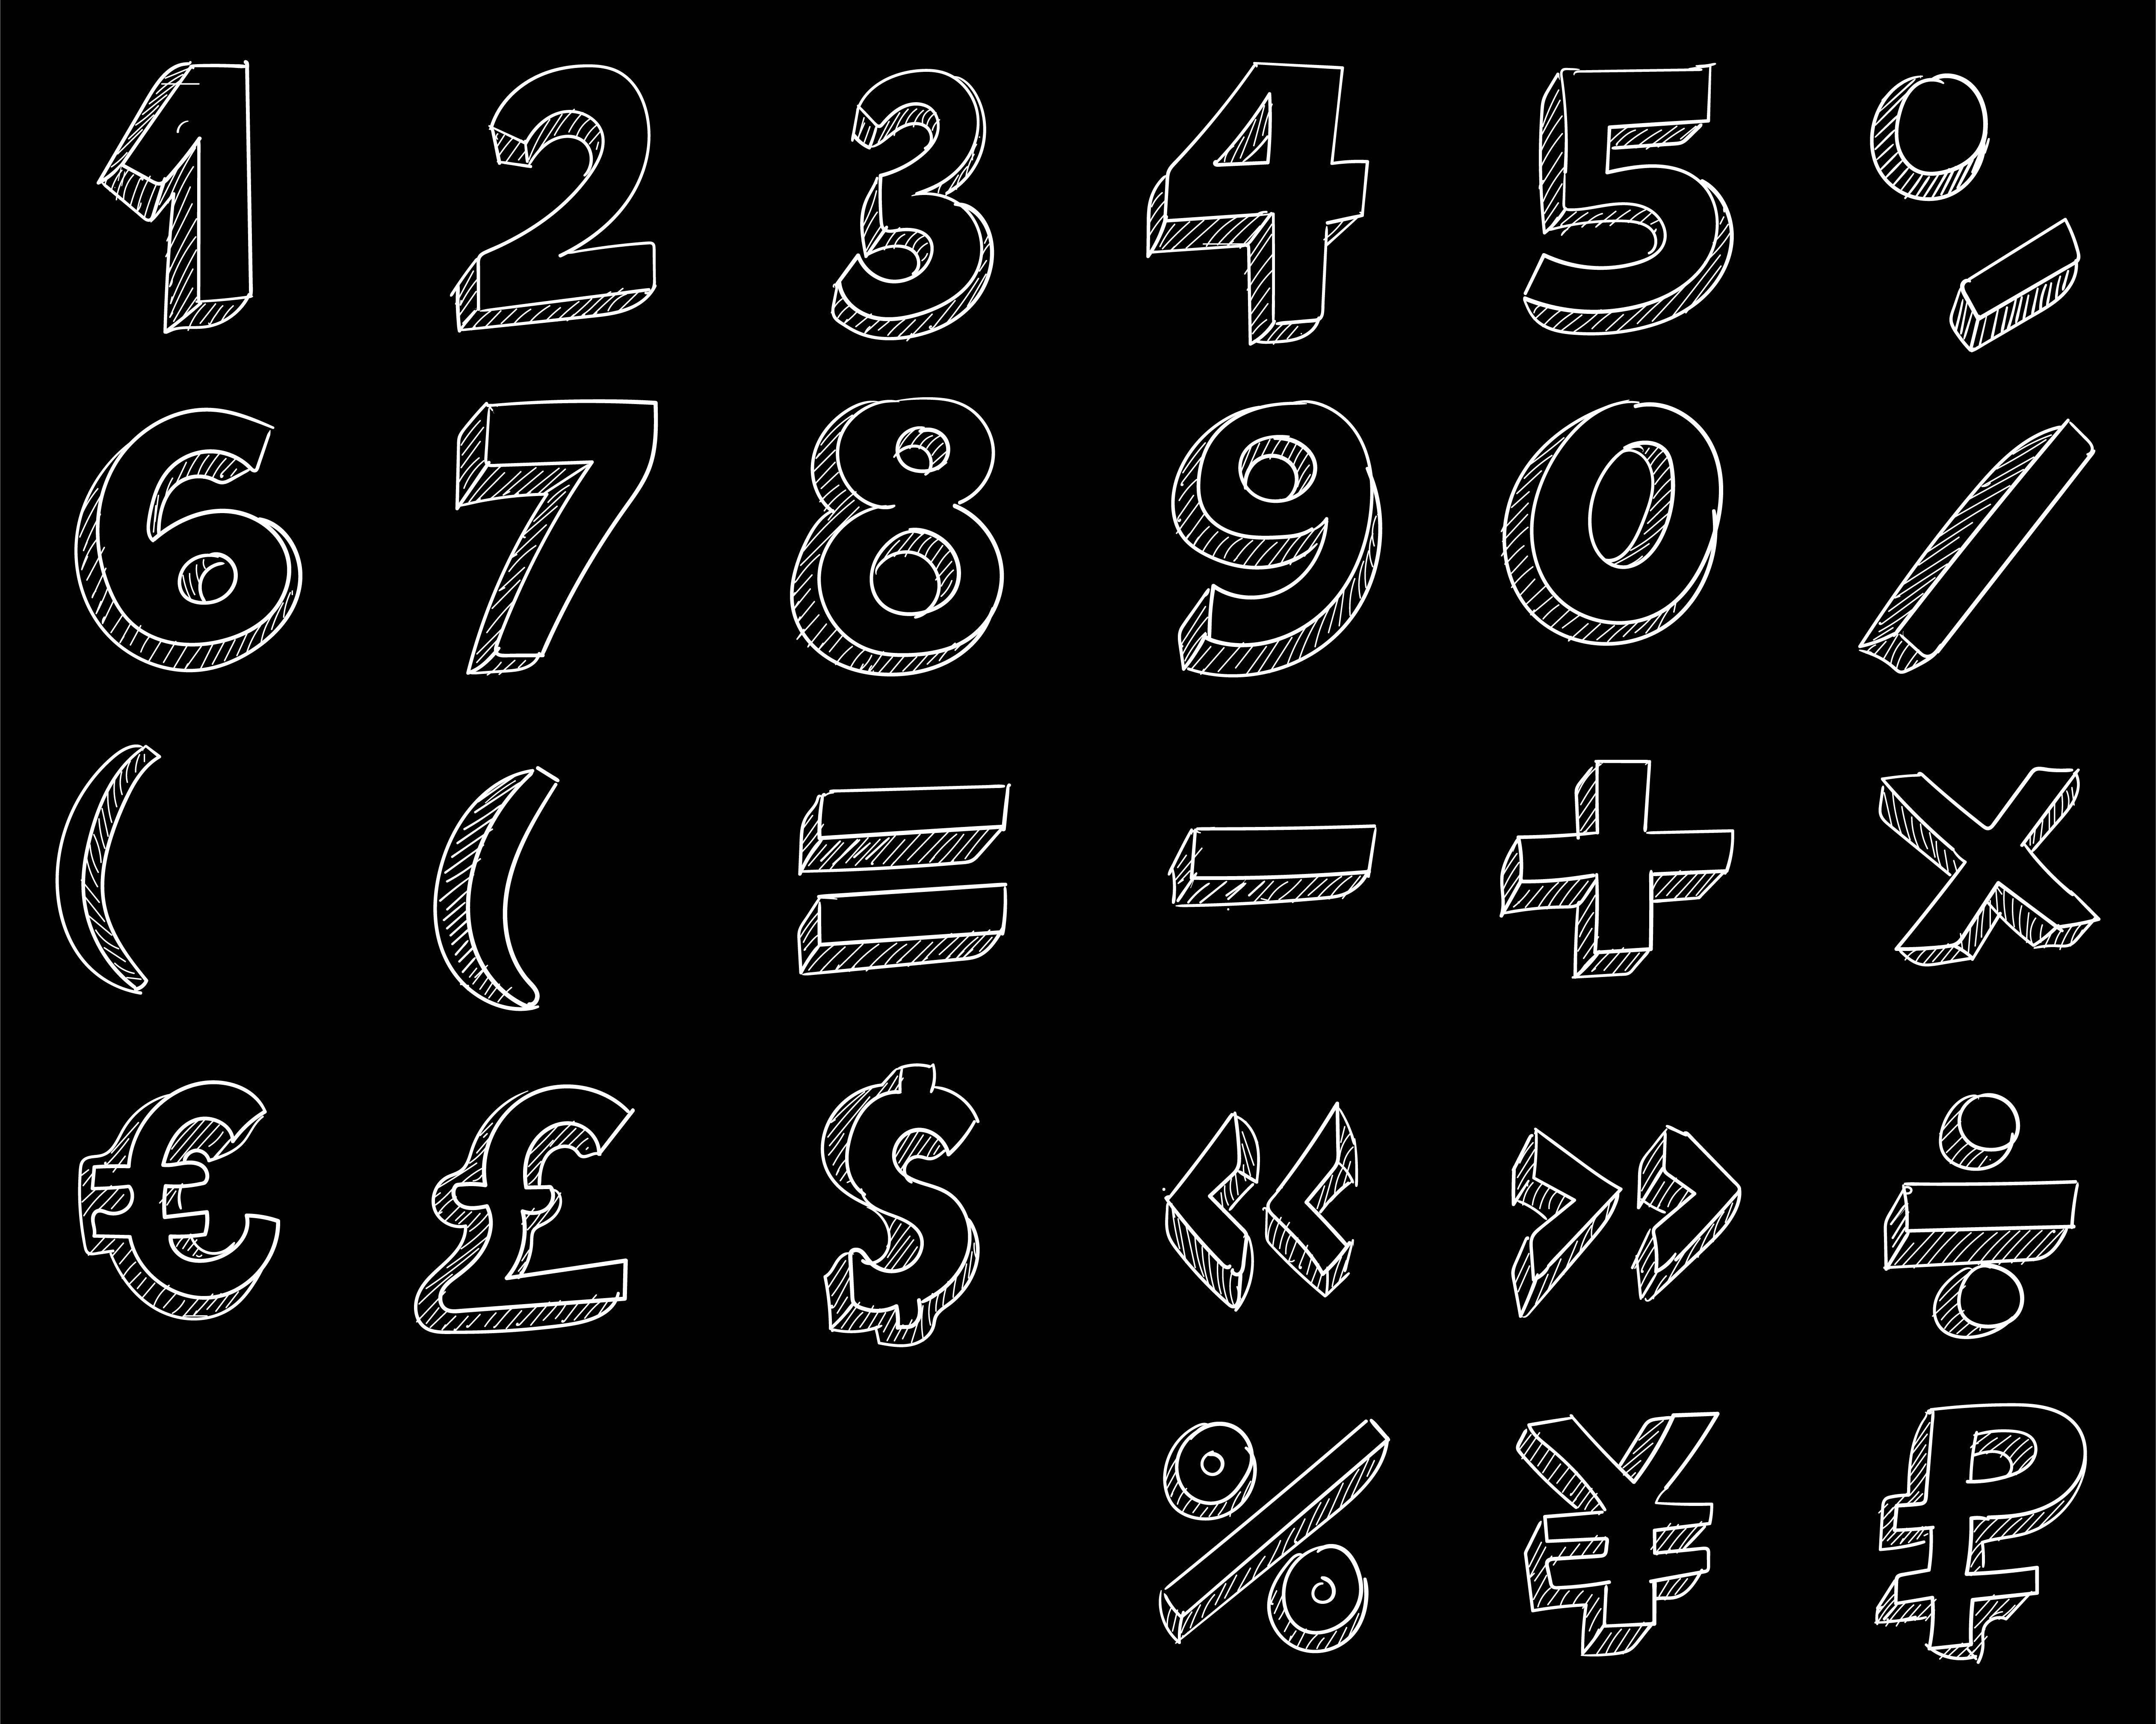 1 2 3 4 5 . -
6 7 8 9 0 /
( ( = - + ×
€ £ $ « » ÷
% ¥ ₽